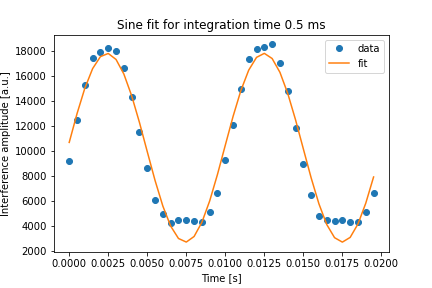 Sine fit for integration time 0.5 ms
Interference amplitude [a.u.]
18000
16000
14000
12000
10000
8000
6000
4000
2000
data
fit
0.0000 0.0025 0.0050 0.0075 0.0100 0.0125 0.0150 0.0175 0.0200
Time [s]